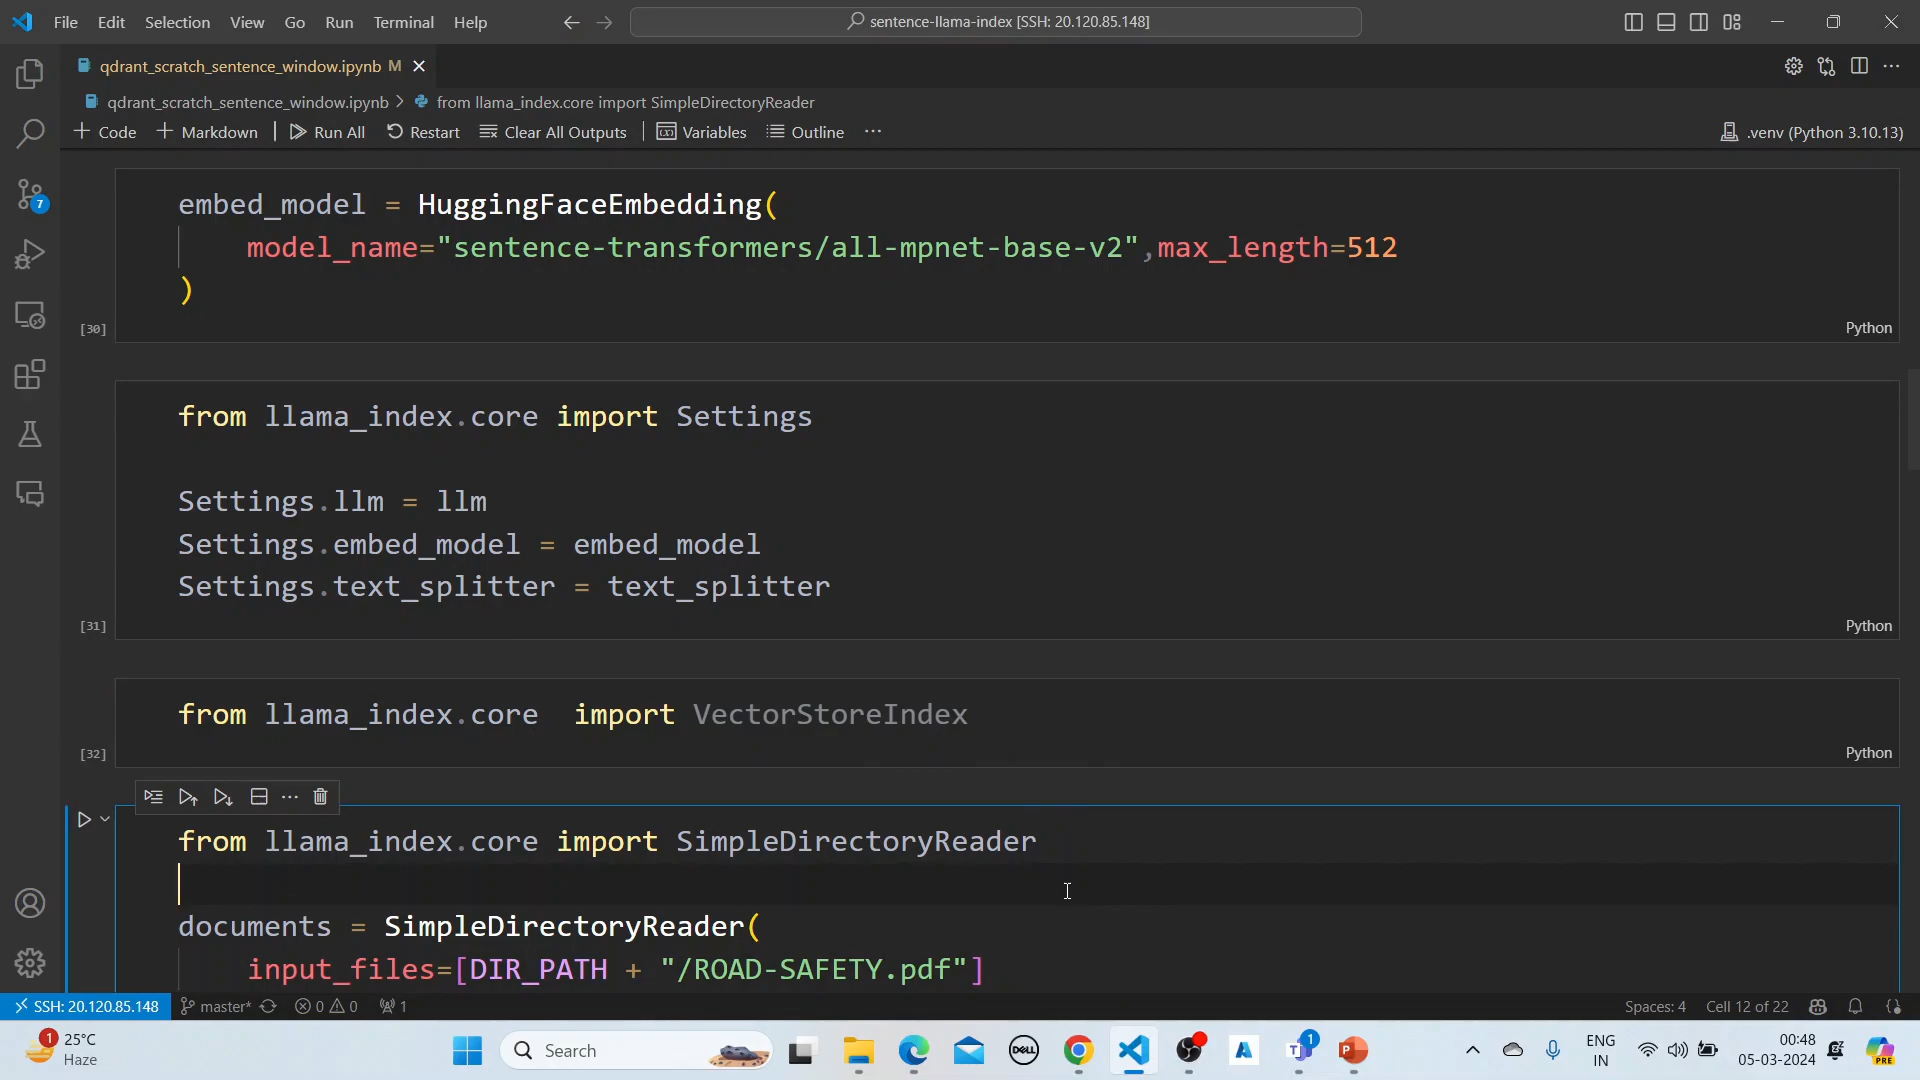 File Edit Selection View Go Run Terminal Help
sentence-llama-index [SSH: 20.120.85.148]
qdrant_scratch_sentence_window.ipynb M
qdrant_scratch_sentence_window.ipynb > from llama_index.core import SimpleDirectoryReader
+ Code + Markdown | Run All Restart Clear All Outputs | Variables Outline ···
.venv (Python 3.10.13)
embed_model = HuggingFaceEmbedding(
model_name="sentence-transformers/all-mpnet-base-v2",max_length=512
)
[30]
Python
from llama_index.core import Settings
Settings.llm = llm
Settings.embed_model = embed_model
Settings.text_splitter = text_splitter
[31]
Python
from llama_index.core  import VectorStoreIndex
[32]
Python
from llama_index.core import SimpleDirectoryReader
documents = SimpleDirectoryReader(
input_files=[DIR_PATH + "/ROAD-SAFETY.pdf"]
7
SSH: 20.120.85.148 master* 0 0 1
Spaces: 4 Cell 12 of 22
1
25°C
Haze
Search
DELL
1
ENG
IN
00:48
05-03-2024
PRE